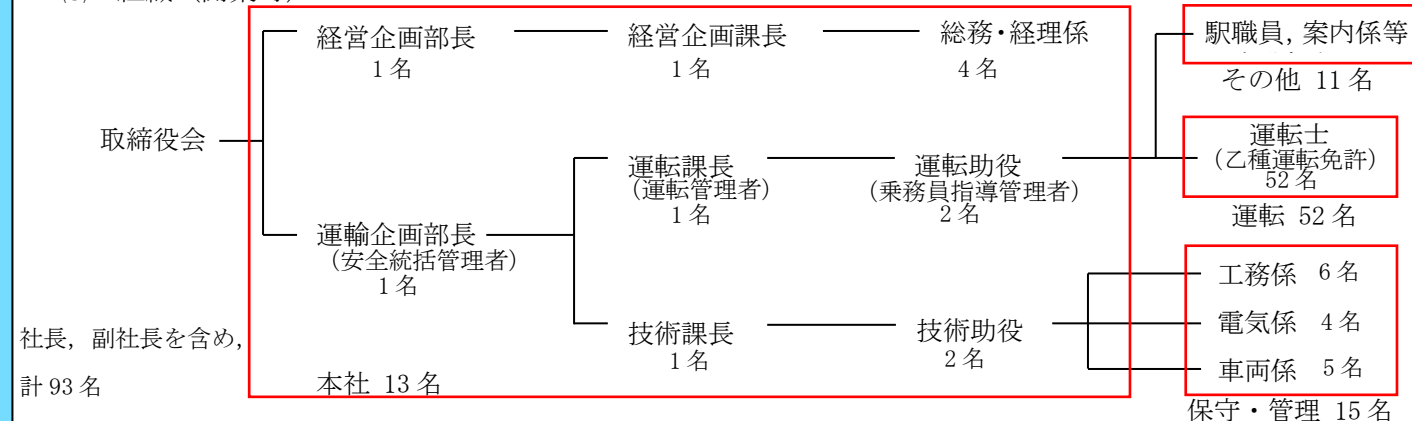 経営企画部長 経営企画課長 総務・経理係 駅職員，案内係等
1名 1名 4名
その他 11名
取締役会
運転課長 運転助役 運転士
(運転管理者) (乗務員指導管理者) (乙種運転免許)
1名 2名 52名
運転 52名
運輸企画部長
(安全統括管理者)
1名
工務係 6名
技術課長 技術助役 電気係 4名
1名 2名
車両係 5名
社長，副社長を含め，
計93名
本社 13名
保守・管理 15名